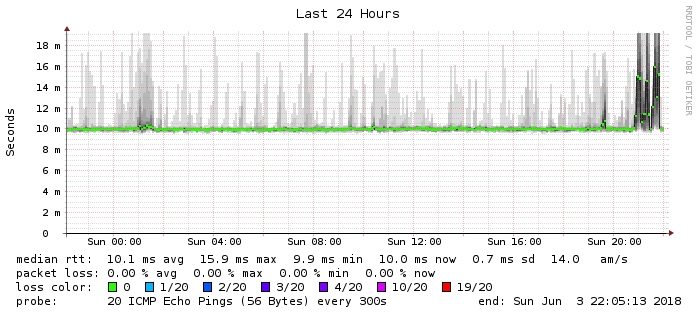 Last 24 Hours
RRDTOOL / TOBI OETIKER
Seconds
18 m
16 m
14 m
12 m
10 m
8 m
6 m
4 m
2 m
0
Sun 00:00 Sun 04:00 Sun 08:00 Sun 12:00 Sun 16:00 Sun 20:00
median rtt: 10.1 ms avg 15.9 ms max 9.9 ms min 10.0 ms now 0.7 ms sd 14.0 am/s
packet loss: 0.00 % avg 0.00 % max 0.00 % min 0.00 % now
loss color: 0 1/20 2/20 3/20 4/20 10/20 19/20
probe: 20 ICMP Echo Pings (56 Bytes) every 300s end: Sun Jun 3 22:05:13 2018